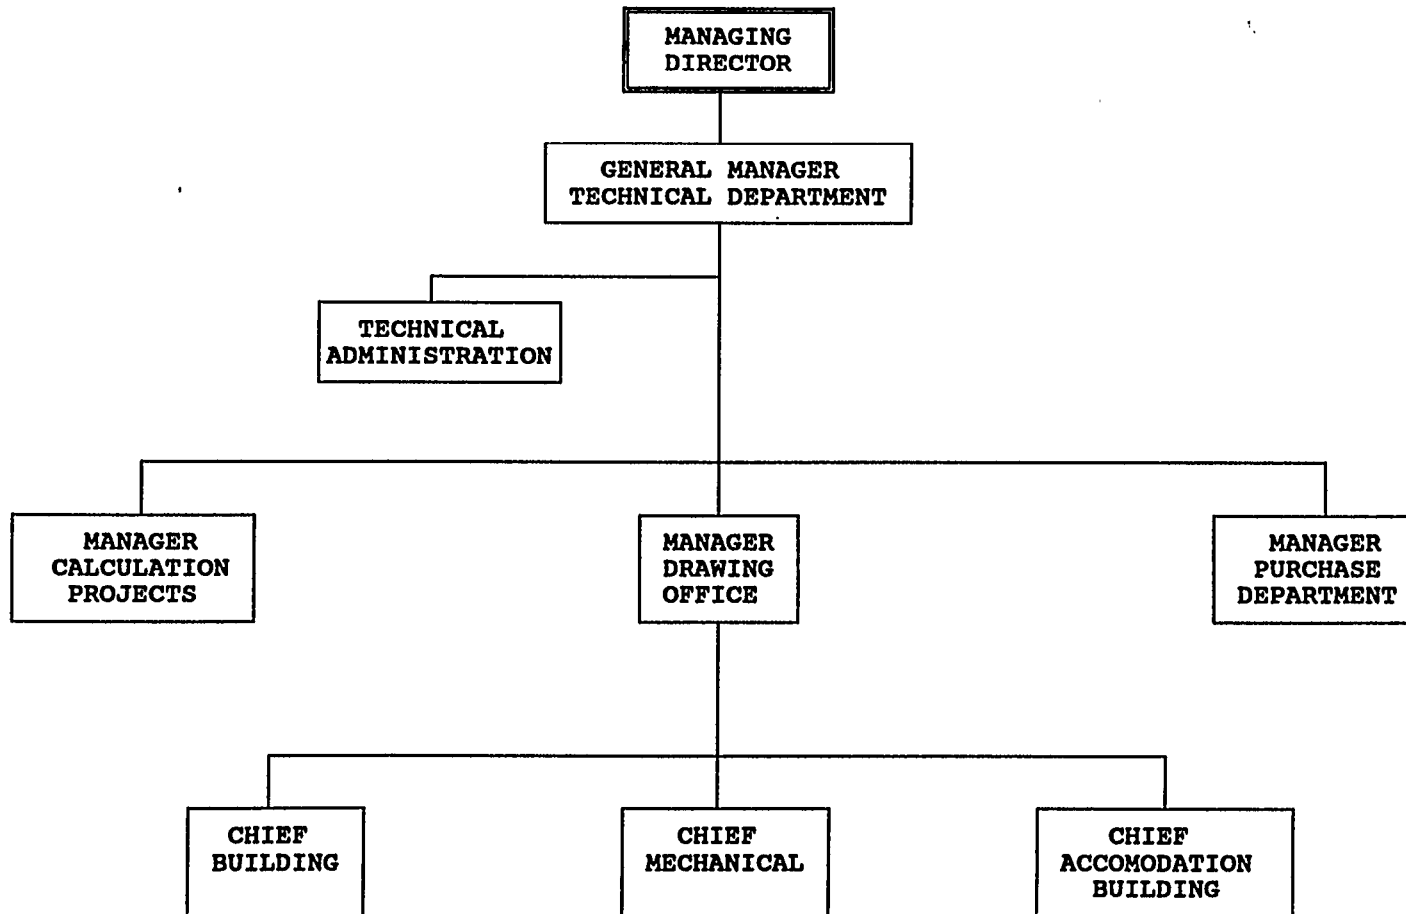 MANAGING
DIRECTOR
GENERAL MANAGER
TECHNICAL DEPARTMENT
TECHNICAL
ADMINISTRATION
MANAGER
CALCULATION
PROJECTS
MANAGER
DRAWING
OFFICE
MANAGER
PURCHASE
DEPARTMENT
CHIEF
BUILDING
CHIEF
MECHANICAL
CHIEF
ACCOMODATION
BUILDING